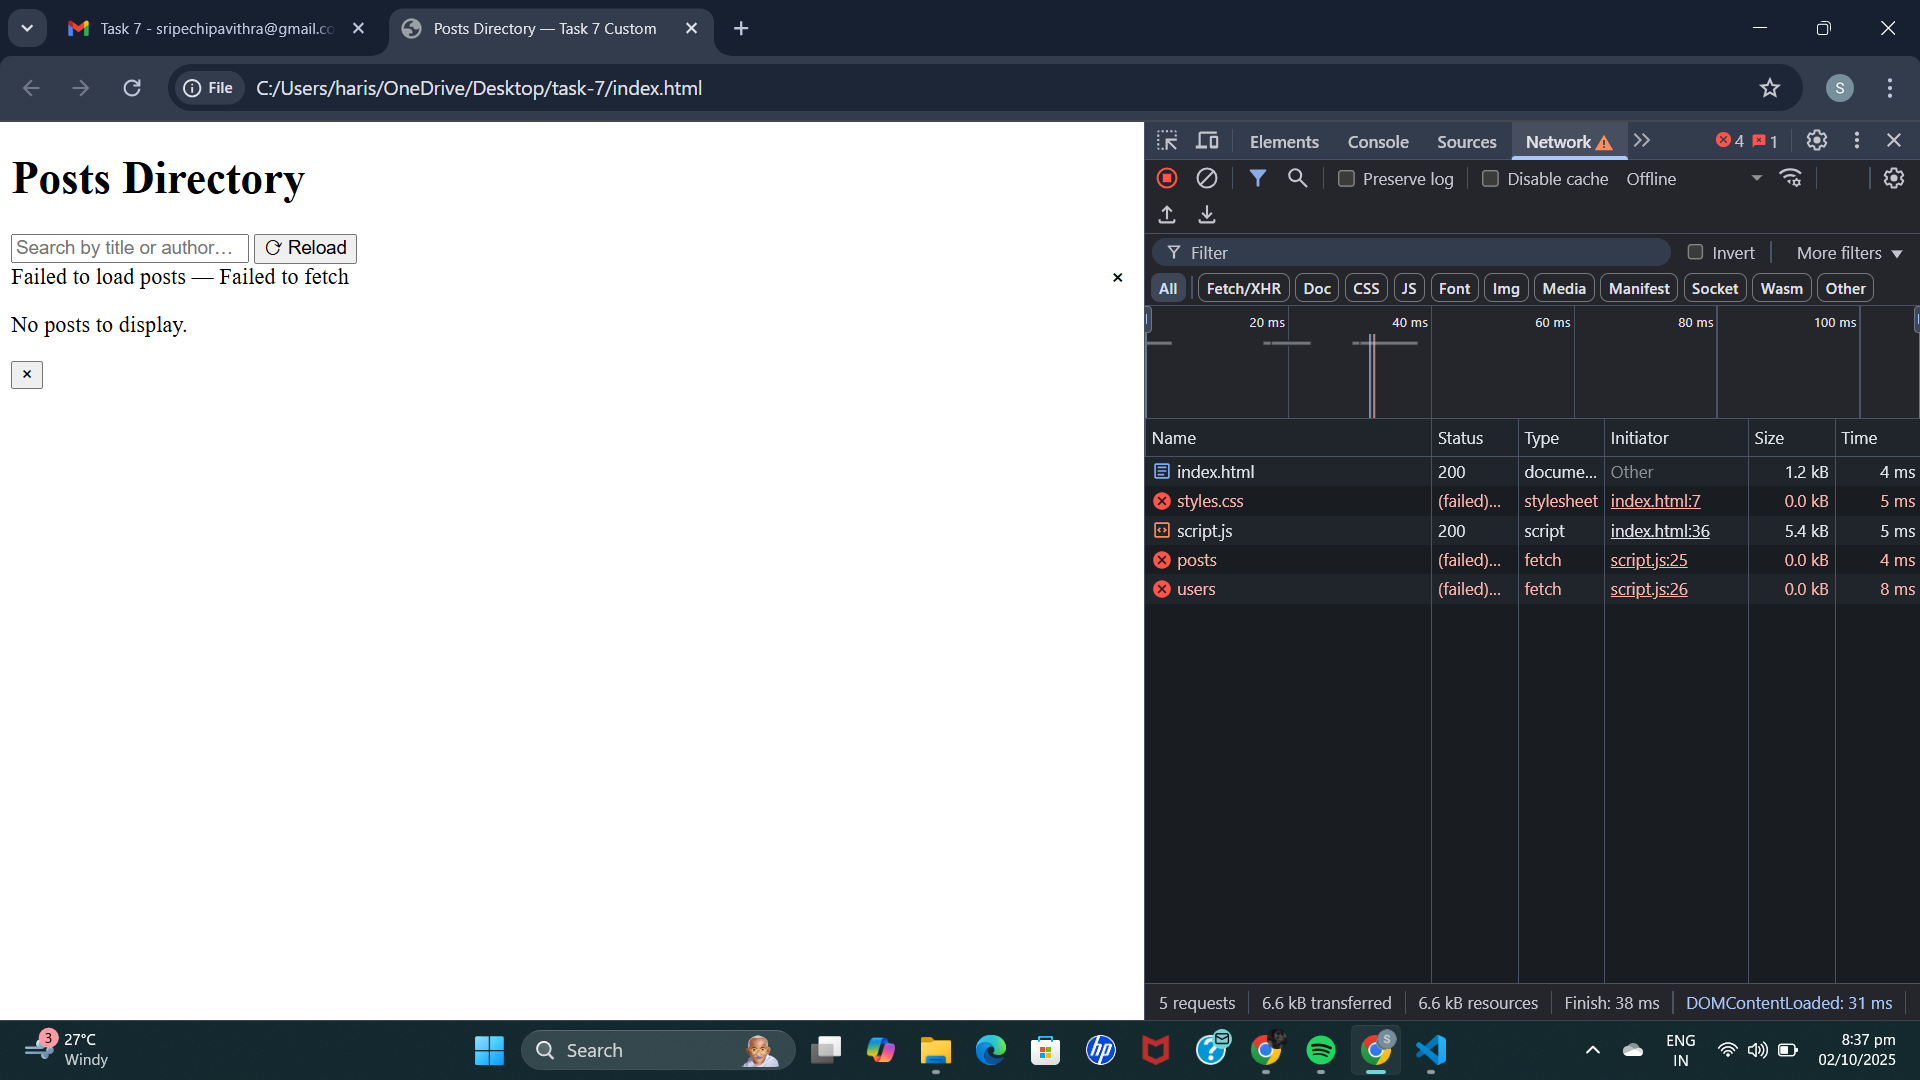 Task 7 - sripechipavithra@gmail.co
Posts Directory — Task 7 Custom
File
C:/Users/haris/OneDrive/Desktop/task-7/index.html
S
Posts Directory
Search by title or author…
⟳ Reload
Failed to load posts — Failed to fetch
×
No posts to display.
×
Elements
Console
Sources
Network
4
1
Preserve log
Disable cache
Offline
Filter
Invert
More filters
All
Fetch/XHR
Doc
CSS
JS
Font
Img
Media
Manifest
Socket
Wasm
Other
20 ms
40 ms
60 ms
80 ms
100 ms
Name Status Type Initiator Size Time
index.html 200 docume... Other 1.2 kB 4 ms
styles.css (failed)... stylesheet index.html:7 0.0 kB 5 ms
script.js 200 script index.html:36 5.4 kB 5 ms
posts (failed)... fetch script.js:25 0.0 kB 4 ms
users (failed)... fetch script.js:26 0.0 kB 8 ms
5 requests
6.6 kB transferred
6.6 kB resources
Finish: 38 ms
DOMContentLoaded: 31 ms
3
27°C
Windy
Search
hp
S
ENG
IN
8:37 pm
02/10/2025